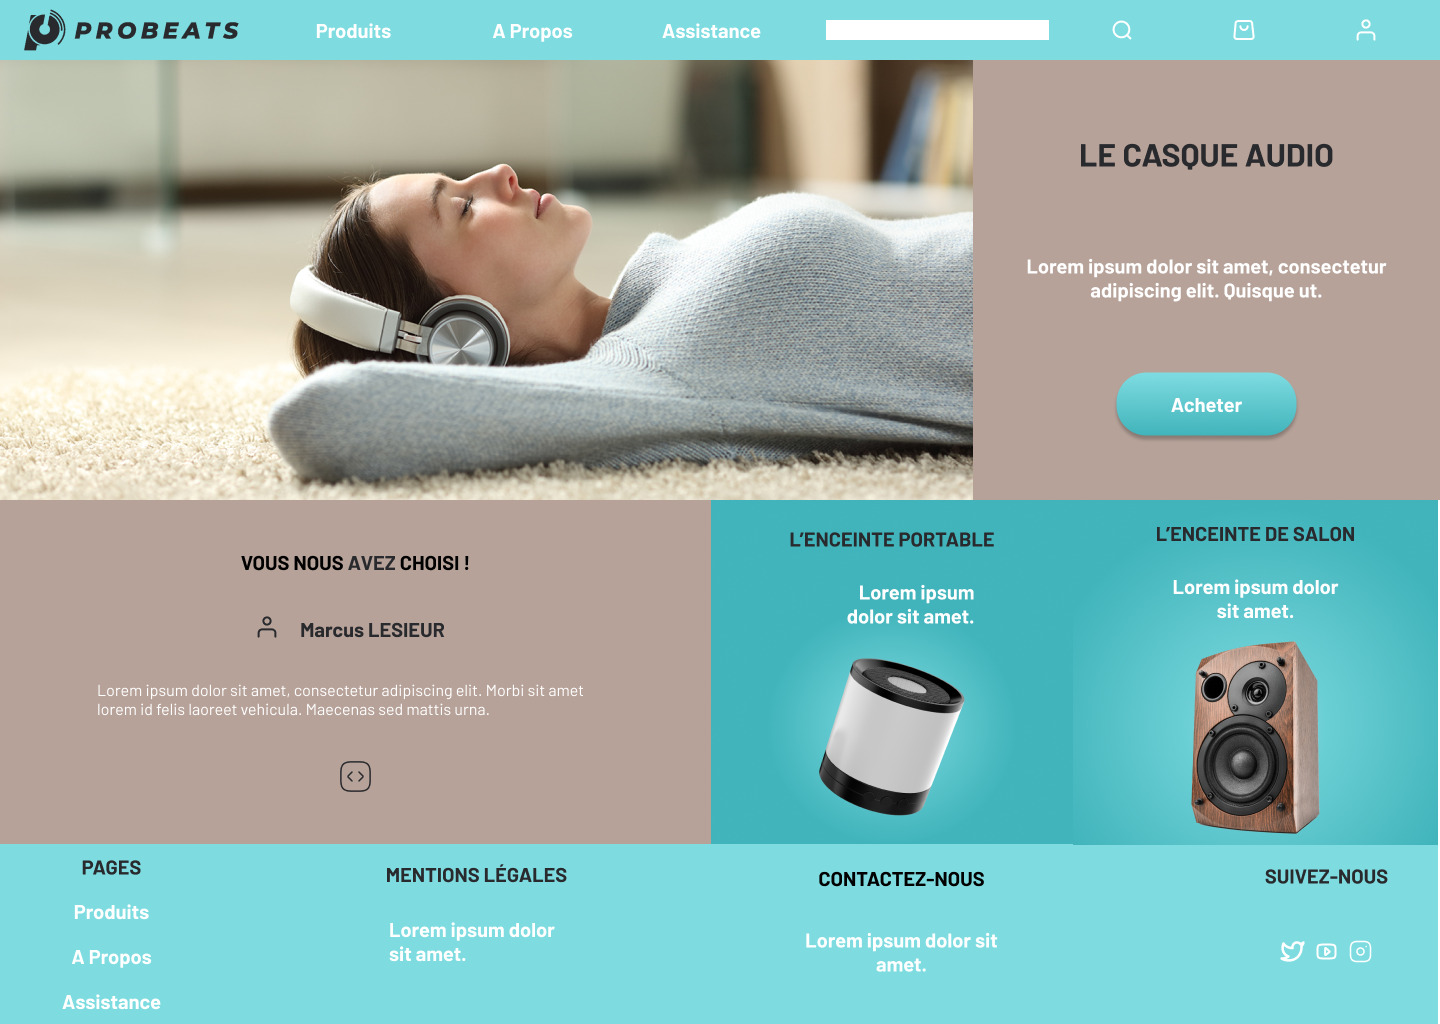 PROBEATS
Produits
A Propos
Assistance
LE CASQUE AUDIO
Lorem ipsum dolor sit amet, consectetur
adipiscing elit. Quisque ut.
Acheter
VOUS NOUS AVEZ CHOISI !
Marcus LESIEUR
Lorem ipsum dolor sit amet, consectetur adipiscing elit. Morbi sit amet
lorem id felis laoreet vehicula. Maecenas sed mattis urna.
L’ENCEINTE PORTABLE
Lorem ipsum
dolor sit amet.
L’ENCEINTE DE SALON
Lorem ipsum dolor
sit amet.
PAGES
Produits
A Propos
Assistance
MENTIONS LÉGALES
Lorem ipsum dolor
sit amet.
CONTACTEZ-NOUS
Lorem ipsum dolor sit
amet.
SUIVEZ-NOUS